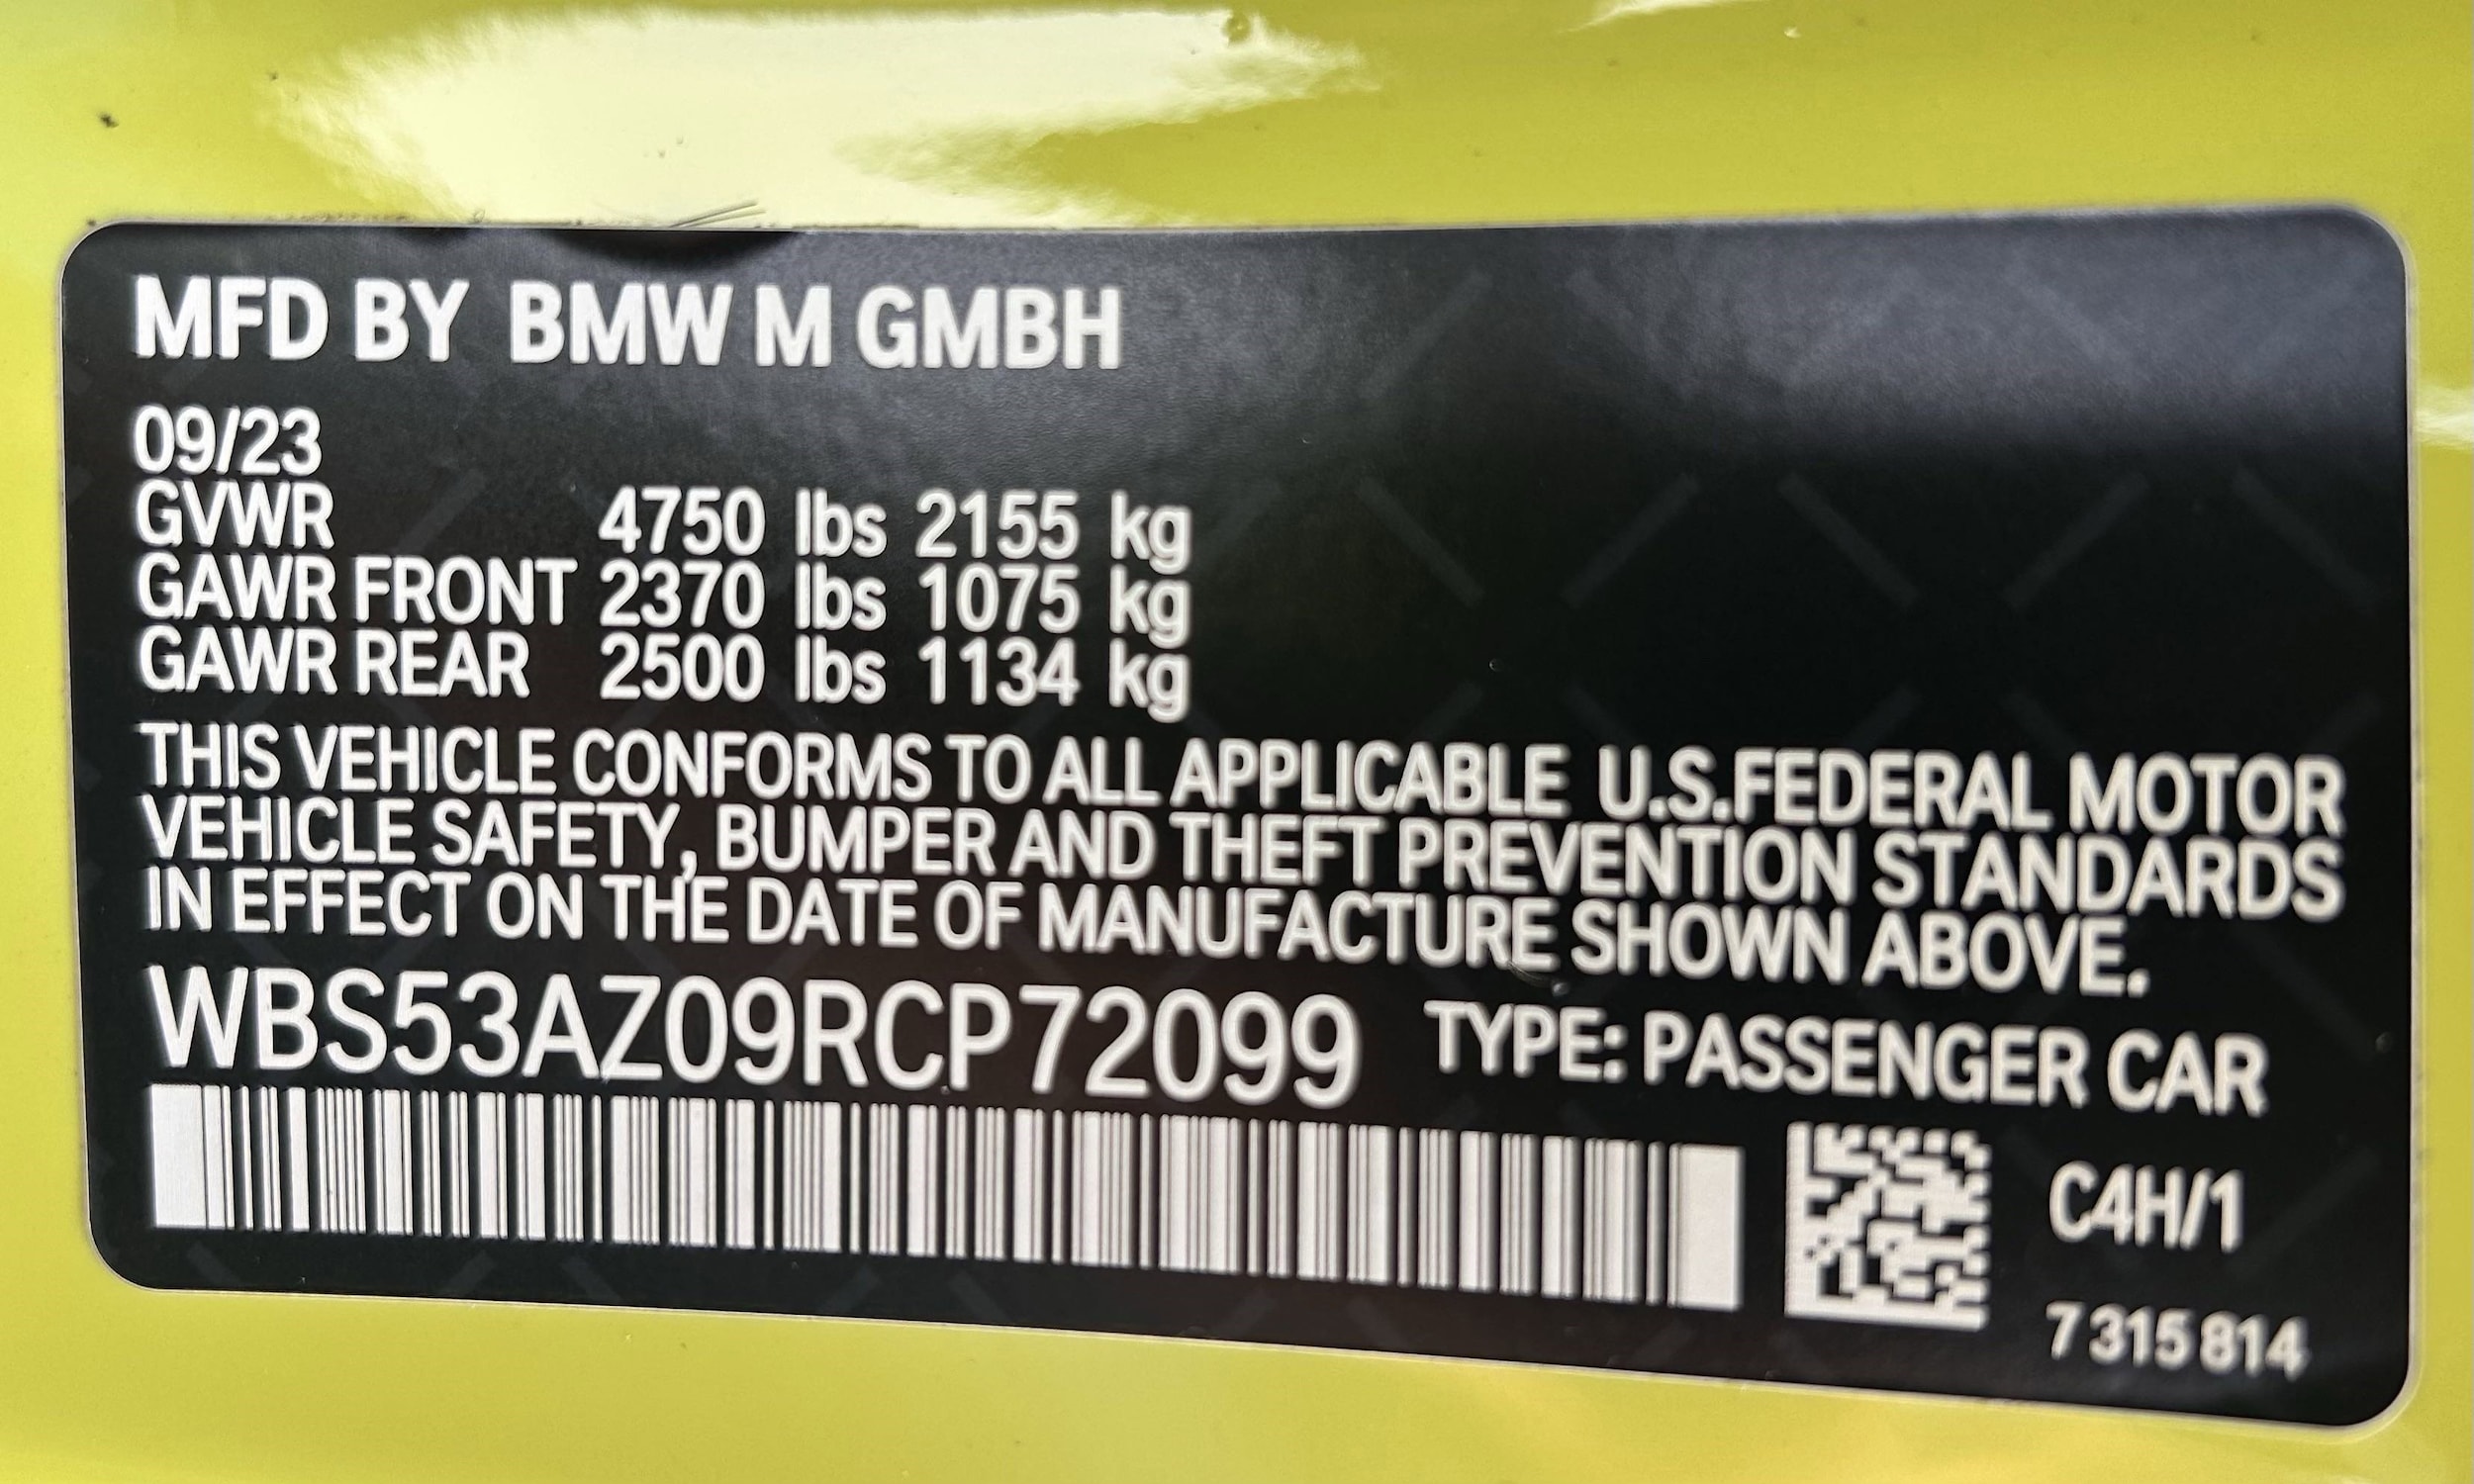 MFD BY BMW M GMBH
09/23
GVWR 4750 lbs 2155 kg
GAWR FRONT 2370 lbs 1075 kg
GAWR REAR 2500 lbs 1134 kg
THIS VEHICLE CONFORMS TO ALL APPLICABLE U.S.FEDERAL MOTOR
VEHICLE SAFETY, BUMPER AND THEFT PREVENTION STANDARDS
IN EFFECT ON THE DATE OF MANUFACTURE SHOWN ABOVE.
WBS53AZ09RCP72099 TYPE: PASSENGER CAR
C4H/1
7 315 814